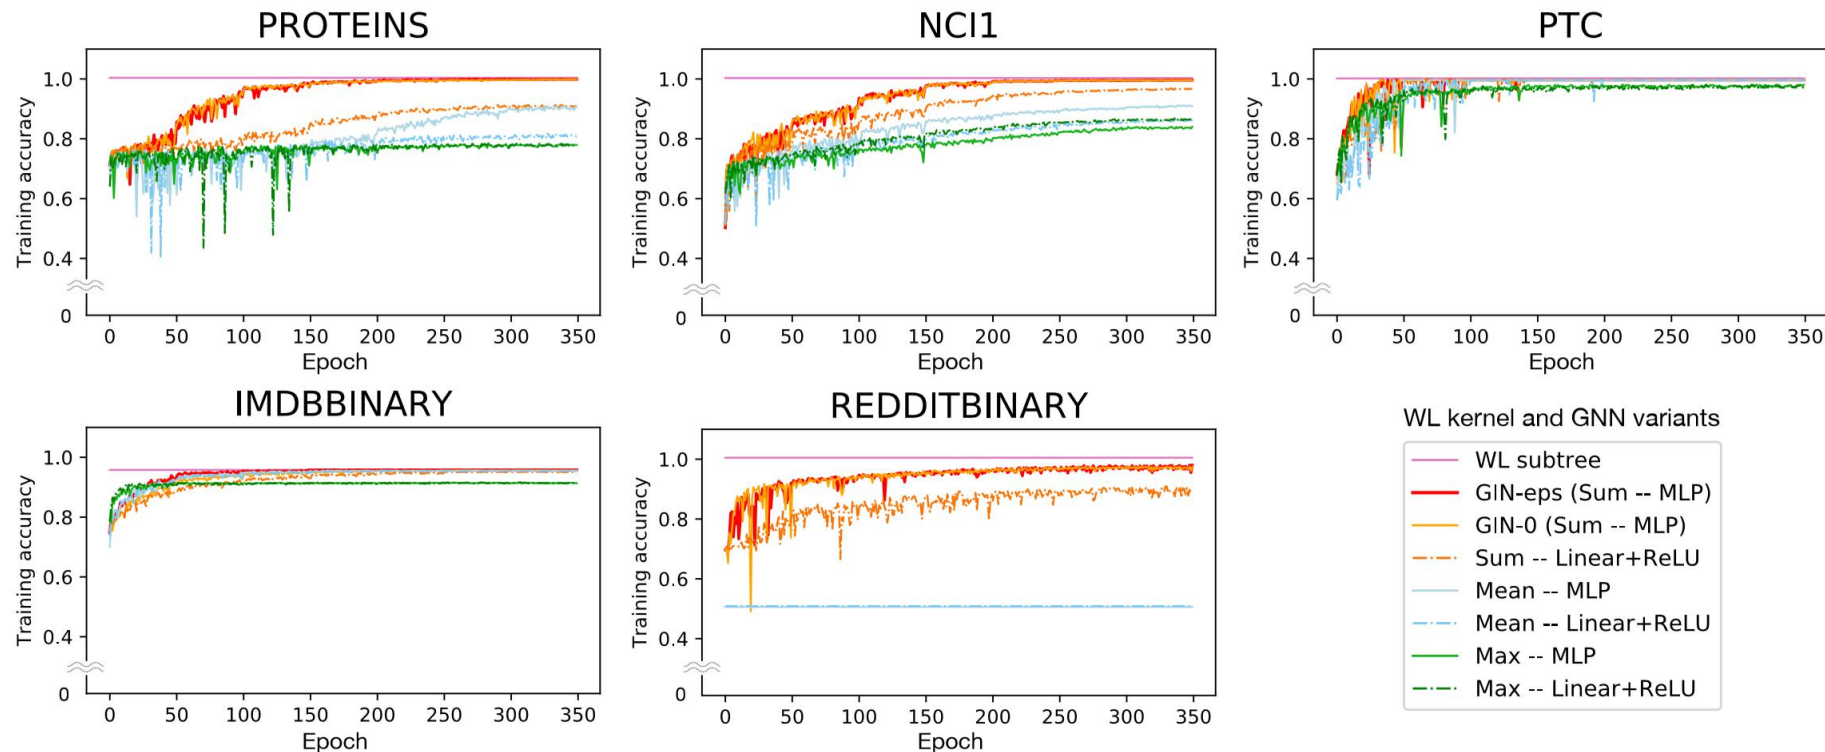 PROTEINS
Training accuracy
1.0
0.8
0.6
0.4
0
0 50 100 150 200 250 300 350
Epoch
NCI1
Training accuracy
1.0
0.8
0.6
0.4
0
0 50 100 150 200 250 300 350
Epoch
PTC
Training accuracy
1.0
0.8
0.6
0.4
0
0 50 100 150 200 250 300 350
Epoch
IMDBBINARY
Training accuracy
1.0
0.8
0.6
0.4
0
0 50 100 150 200 250 300 350
Epoch
REDDITBINARY
Training accuracy
1.0
0.8
0.6
0.4
0
0 50 100 150 200 250 300 350
Epoch
WL kernel and GNN variants
WL subtree
GIN-eps (Sum -- MLP)
GIN-0 (Sum -- MLP)
Sum -- Linear+ReLU
Mean -- MLP
Mean -- Linear+ReLU
Max -- MLP
Max -- Linear+ReLU